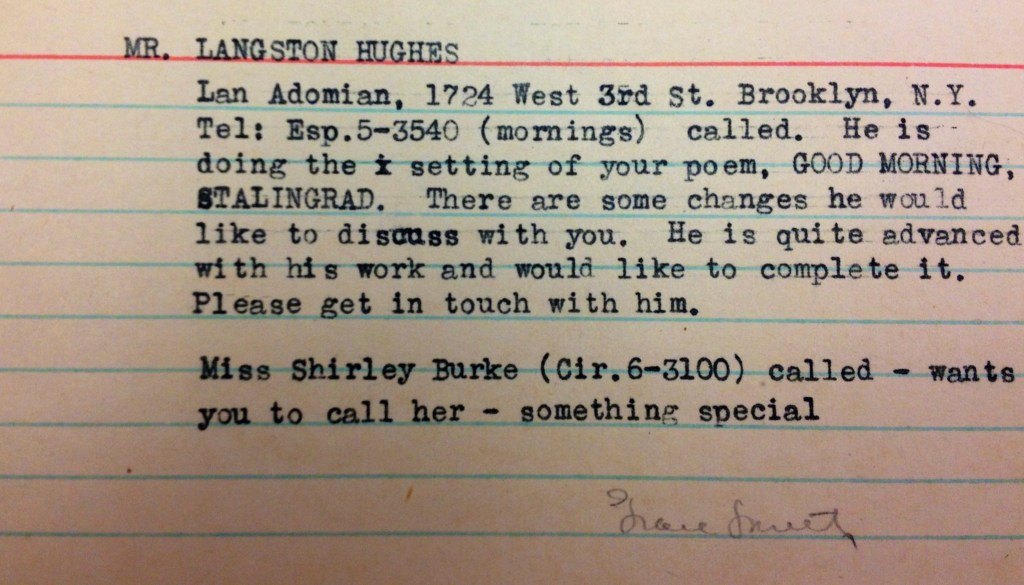 MR. LANGSTON HUGHES
Lan Adomian, 1724 West 3rd St. Brooklyn, N.Y.
Tel: Esp.5-3540 (mornings) called. He is
doing the i setting of your poem, GOOD MORNING,
STALINGRAD. There are some changes he would
like to discuss with you. He is quite advanced
with his work and would like to complete it.
Please get in touch with him.
Miss Shirley Burke (Cir.6-3100) called - wants
you to call her - something special